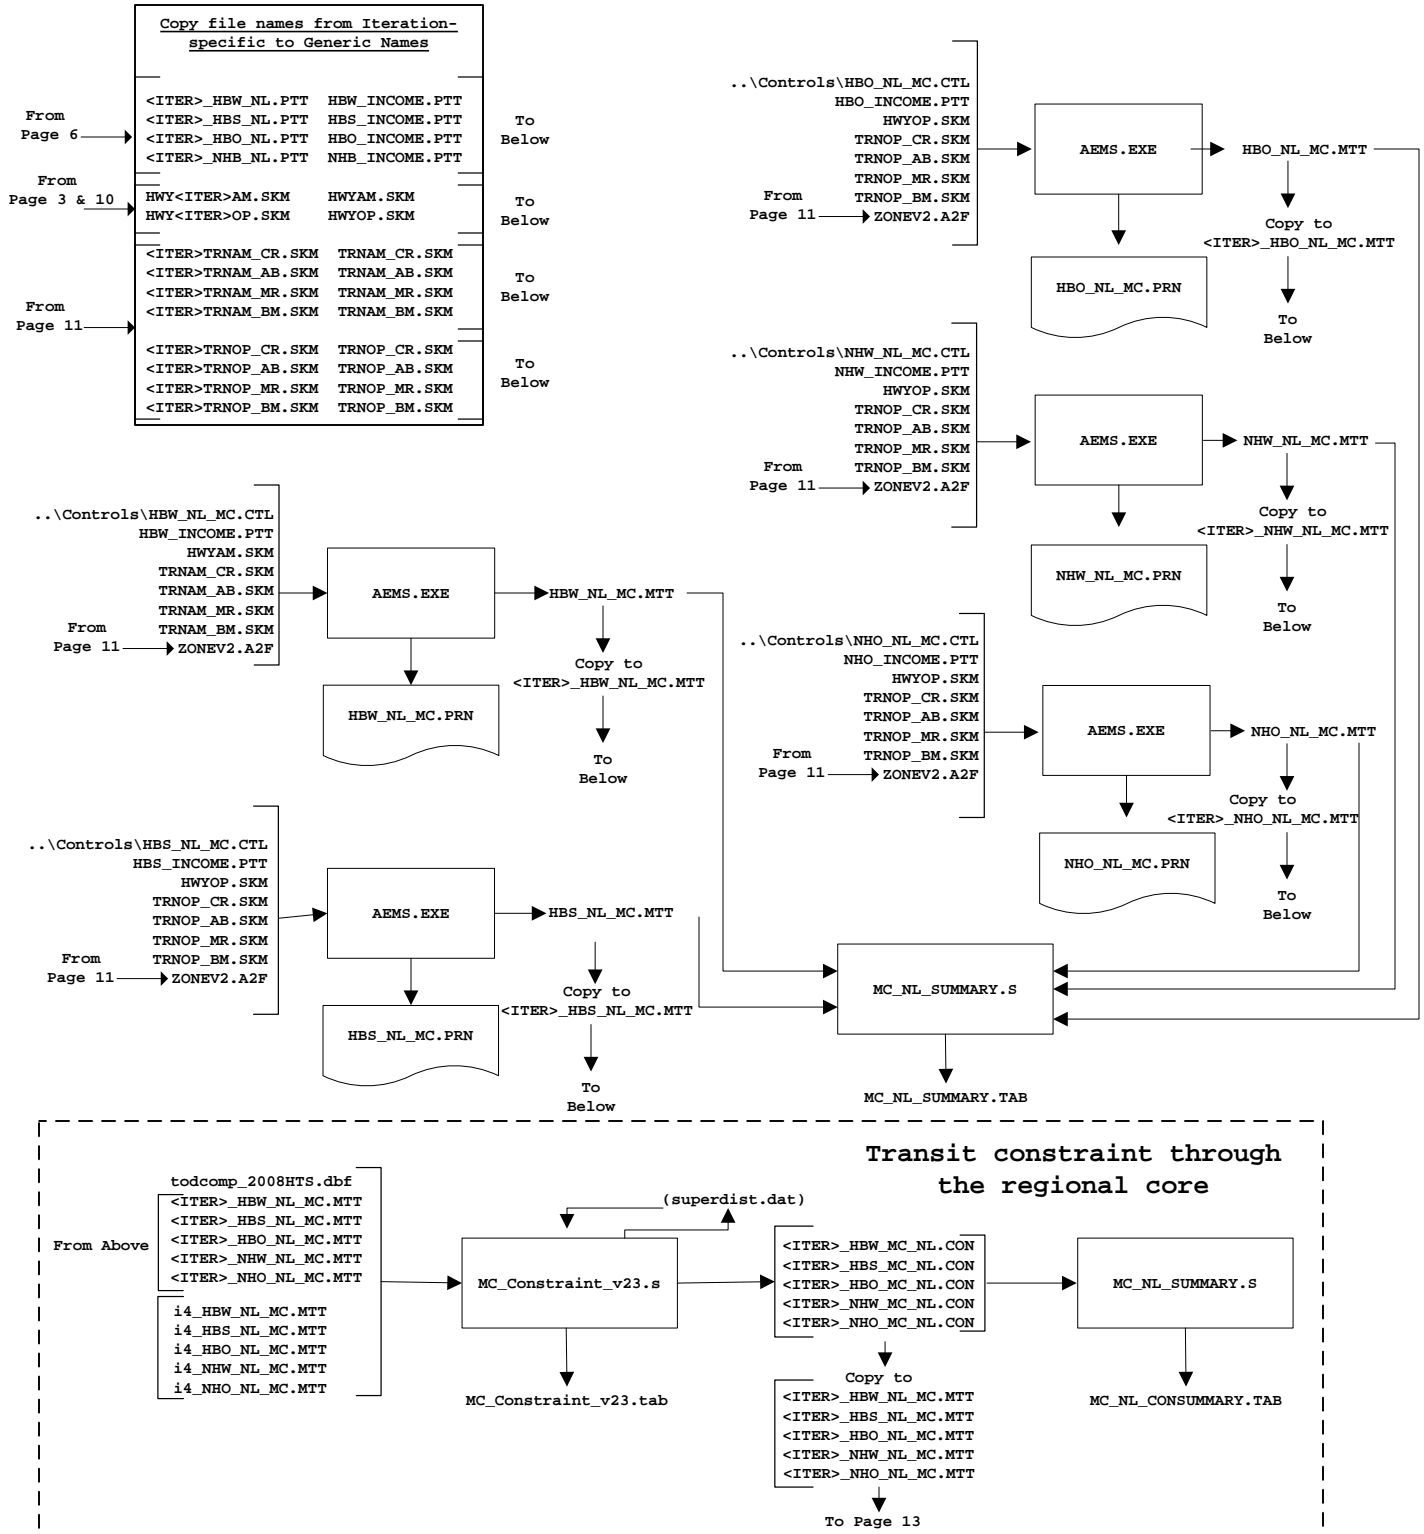 Copy file names from Iteration-
specific to Generic Names
From
Page 6
<ITER>_HBW_NL.PTT HBW_INCOME.PTT
<ITER>_HBS_NL.PTT HBS_INCOME.PTT
<ITER>_HBO_NL.PTT HBO_INCOME.PTT
<ITER>_NHB_NL.PTT NHB_INCOME.PTT
To
Below
From
Page 3 & 10
HWY<ITER>AM.SKM HWYAM.SKM
HWY<ITER>OP.SKM HWYOP.SKM
To
Below
From
Page 11
<ITER>TRNAM_CR.SKM TRNAM_CR.SKM
<ITER>TRNAM_AB.SKM TRNAM_AB.SKM
<ITER>TRNAM_MR.SKM TRNAM_MR.SKM
<ITER>TRNAM_BM.SKM TRNAM_BM.SKM
To
Below
<ITER>TRNOP_CR.SKM TRNOP_CR.SKM
<ITER>TRNOP_AB.SKM TRNOP_AB.SKM
<ITER>TRNOP_MR.SKM TRNOP_MR.SKM
<ITER>TRNOP_BM.SKM TRNOP_BM.SKM
To
Below
..\Controls\HBW_NL_MC.CTL
HBW_INCOME.PTT
HWYAM.SKM
TRNAM_CR.SKM
TRNAM_AB.SKM
TRNAM_MR.SKM
TRNAM_BM.SKM
From
Page 11
ZONEV2.A2F
AEMS.EXE
HBW_NL_MC.PRN
HBW_NL_MC.MTT
Copy to
<ITER>_HBW_NL_MC.MTT
To
Below
..\Controls\HBS_NL_MC.CTL
HBS_INCOME.PTT
HWYOP.SKM
TRNOP_CR.SKM
TRNOP_AB.SKM
TRNOP_MR.SKM
TRNOP_BM.SKM
From
Page 11
ZONEV2.A2F
AEMS.EXE
HBS_NL_MC.PRN
HBS_NL_MC.MTT
Copy to
<ITER>_HBS_NL_MC.MTT
To
Below
..\Controls\HBO_NL_MC.CTL
HBO_INCOME.PTT
HWYOP.SKM
TRNOP_CR.SKM
TRNOP_AB.SKM
TRNOP_MR.SKM
TRNOP_BM.SKM
From
Page 11
ZONEV2.A2F
AEMS.EXE
HBO_NL_MC.PRN
HBO_NL_MC.MTT
Copy to
<ITER>_HBO_NL_MC.MTT
To
Below
..\Controls\NHW_NL_MC.CTL
NHW_INCOME.PTT
HWYOP.SKM
TRNOP_CR.SKM
TRNOP_AB.SKM
TRNOP_MR.SKM
TRNOP_BM.SKM
From
Page 11
ZONEV2.A2F
AEMS.EXE
NHW_NL_MC.PRN
NHW_NL_MC.MTT
Copy to
<ITER>_NHW_NL_MC.MTT
To
Below
..\Controls\NHO_NL_MC.CTL
NHO_INCOME.PTT
HWYOP.SKM
TRNOP_CR.SKM
TRNOP_AB.SKM
TRNOP_MR.SKM
TRNOP_BM.SKM
From
Page 11
ZONEV2.A2F
AEMS.EXE
NHO_NL_MC.PRN
NHO_NL_MC.MTT
Copy to
<ITER>_NHO_NL_MC.MTT
To
Below
MC_NL_SUMMARY.S
MC_NL_SUMMARY.TAB
Transit constraint through
the regional core
From Above
todcomp_2008HTS.dbf
<ITER>_HBW_NL_MC.MTT
<ITER>_HBS_NL_MC.MTT
<ITER>_HBO_NL_MC.MTT
<ITER>_NHW_NL_MC.MTT
<ITER>_NHO_NL_MC.MTT
i4_HBW_NL_MC.MTT
i4_HBS_NL_MC.MTT
i4_HBO_NL_MC.MTT
i4_NHW_NL_MC.MTT
i4_NHO_NL_MC.MTT
(superdist.dat)
MC_Constraint_v23.s
MC_Constraint_v23.tab
<ITER>_HBW_MC_NL.CON
<ITER>_HBS_MC_NL.CON
<ITER>_HBO_MC_NL.CON
<ITER>_NHW_MC_NL.CON
<ITER>_NHO_MC_NL.CON
Copy to
<ITER>_HBW_NL_MC.MTT
<ITER>_HBS_NL_MC.MTT
<ITER>_HBO_NL_MC.MTT
<ITER>_NHW_NL_MC.MTT
<ITER>_NHO_NL_MC.MTT
To Page 13
MC_NL_SUMMARY.S
MC_NL_CONSUMMARY.TAB